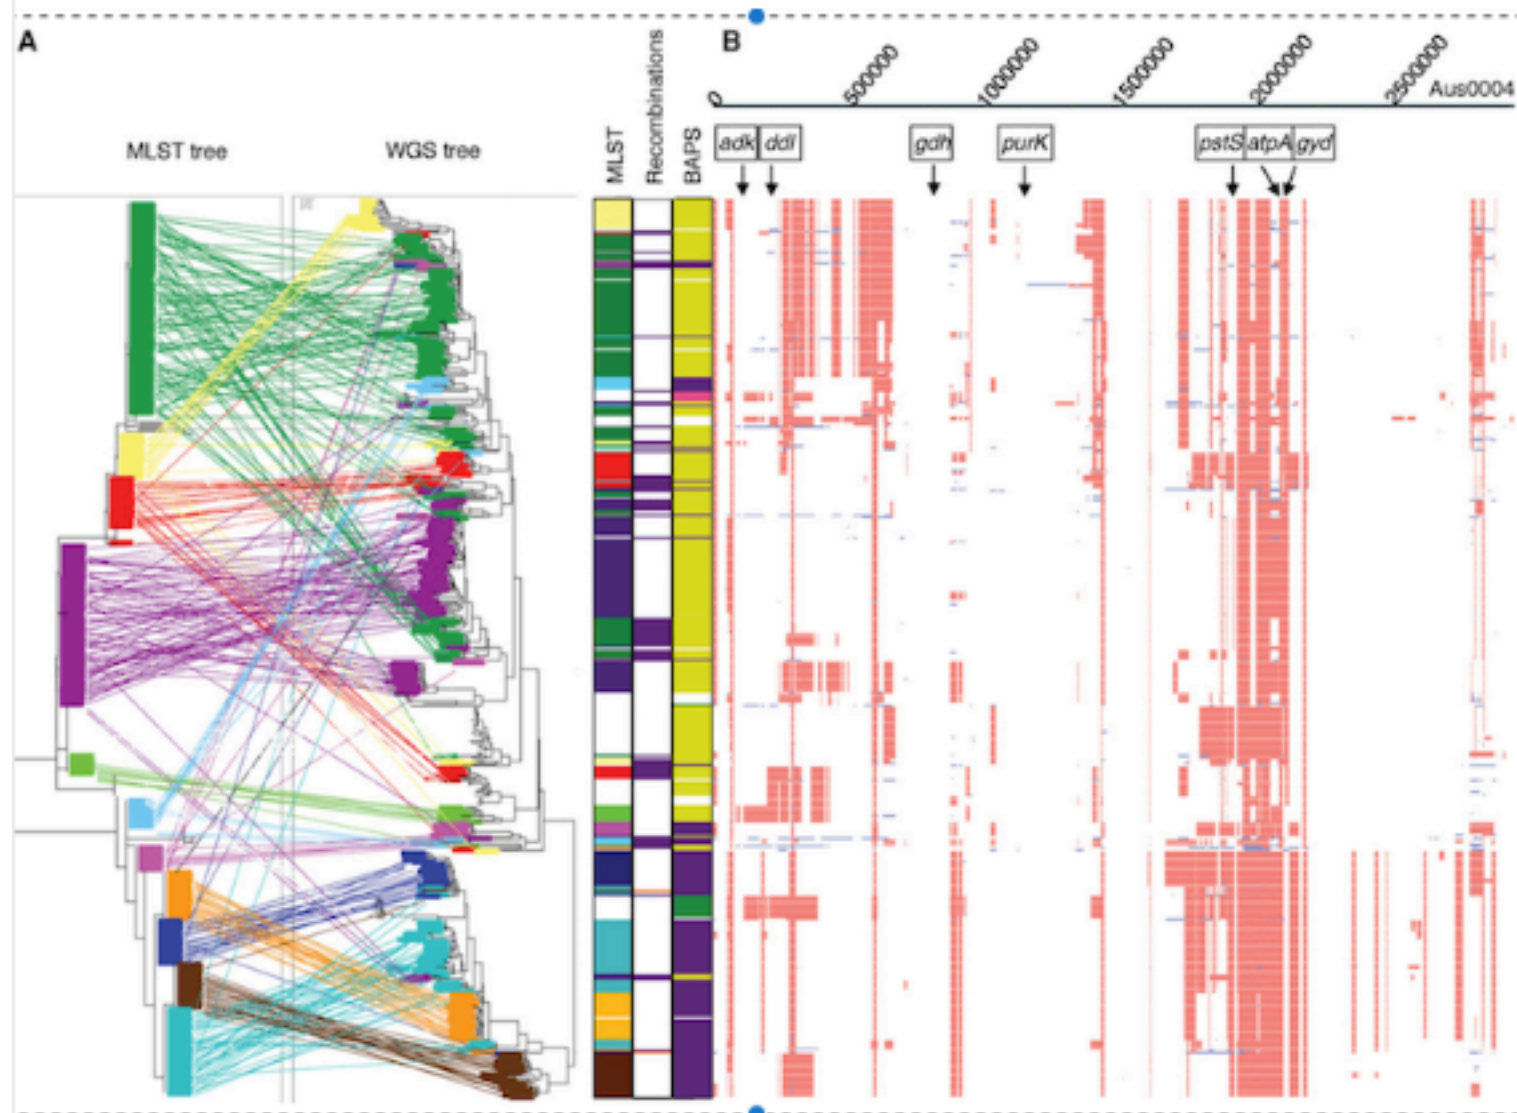 A
B
MLST tree
WGS tree
MLST
Recombinations
BAPS
0
500000
1000000
1500000
2000000
2500000
Aus0004
adk
ddl
gdh
purK
pstS
atpA
gyd